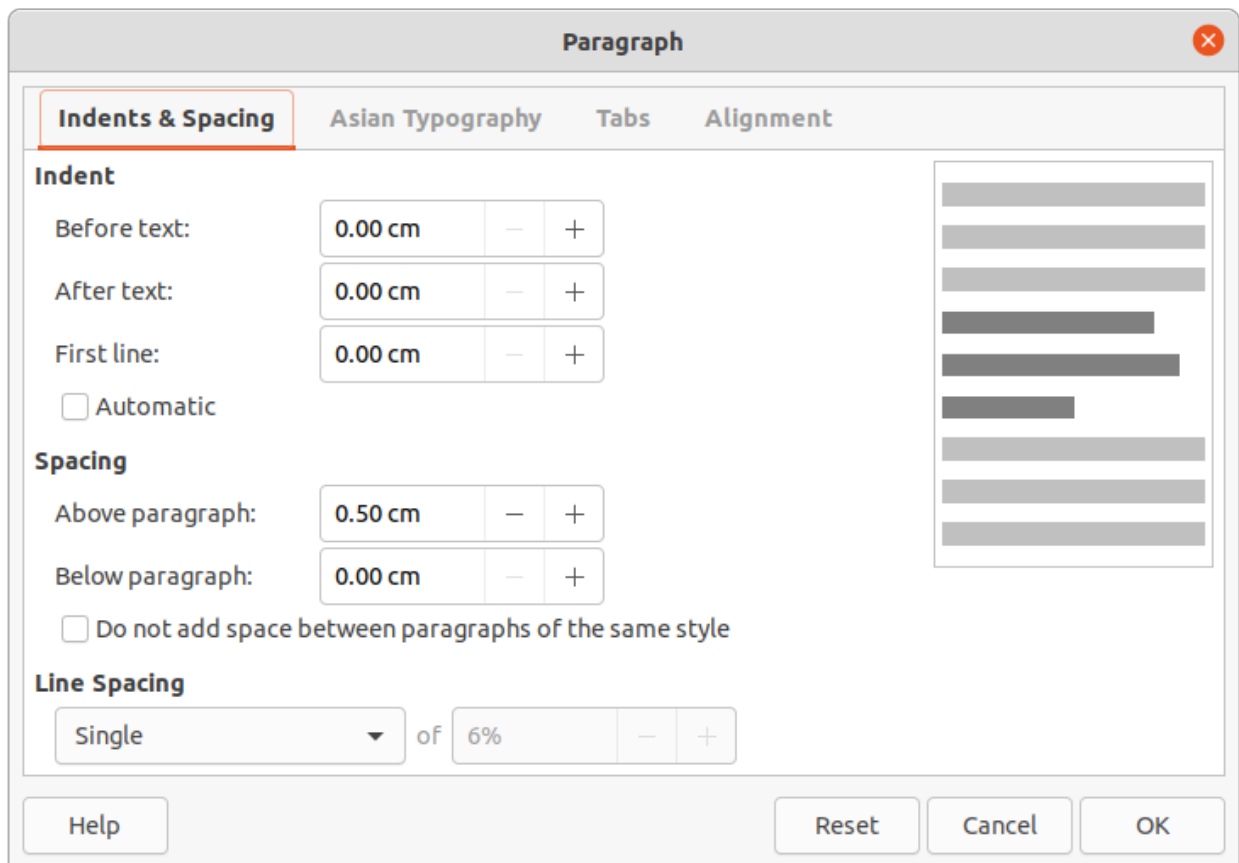 Paragraph
Indents & Spacing Asian Typography Tabs Alignment
Indent
Before text: 0.00 cm
After text: 0.00 cm
First line: 0.00 cm
Automatic
Spacing
Above paragraph: 0.50 cm
Below paragraph: 0.00 cm
Do not add space between paragraphs of the same style
Line Spacing
Single of 6%
Help Reset Cancel OK